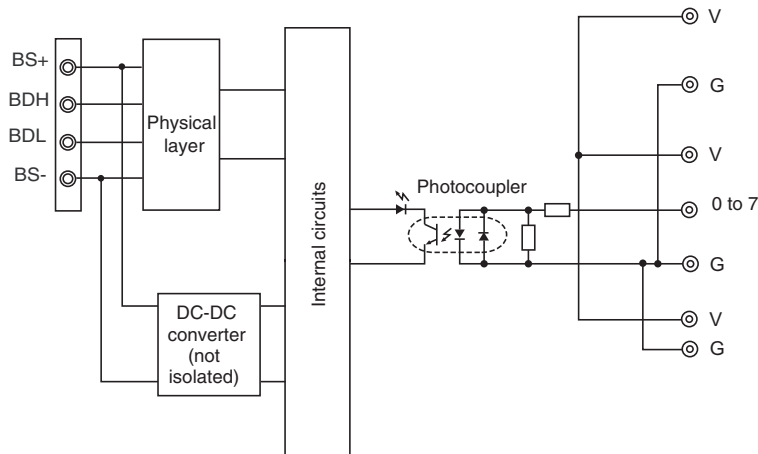 BS+
BDH
BDL
BS-
Physical
layer
DC-DC
converter
(not
isolated)
Internal circuits
Photocoupler
V
G
V
0 to 7
G
V
G